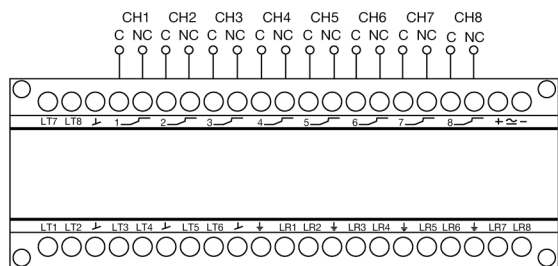 CH1 CH2 CH3 CH4 CH5 CH6 CH7 CH8
C NC C NC C NC C NC C NC C NC C NC C NC
LT7 LT8 1 2 3 4 5 6 7 8 + ≃ −
LT1 LT2 LT3 LT4 LT5 LT6 LR1 LR2 LR3 LR4 LR5 LR6 LR7 LR8